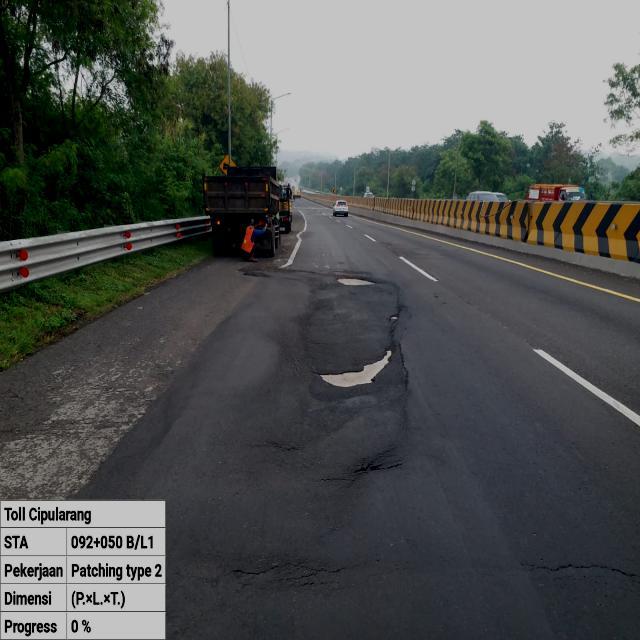 Toll Cipularang
STA 092+050 B/L1
Pekerjaan Patching type 2
Dimensi (P.×L.×T.)
Progress 0 %